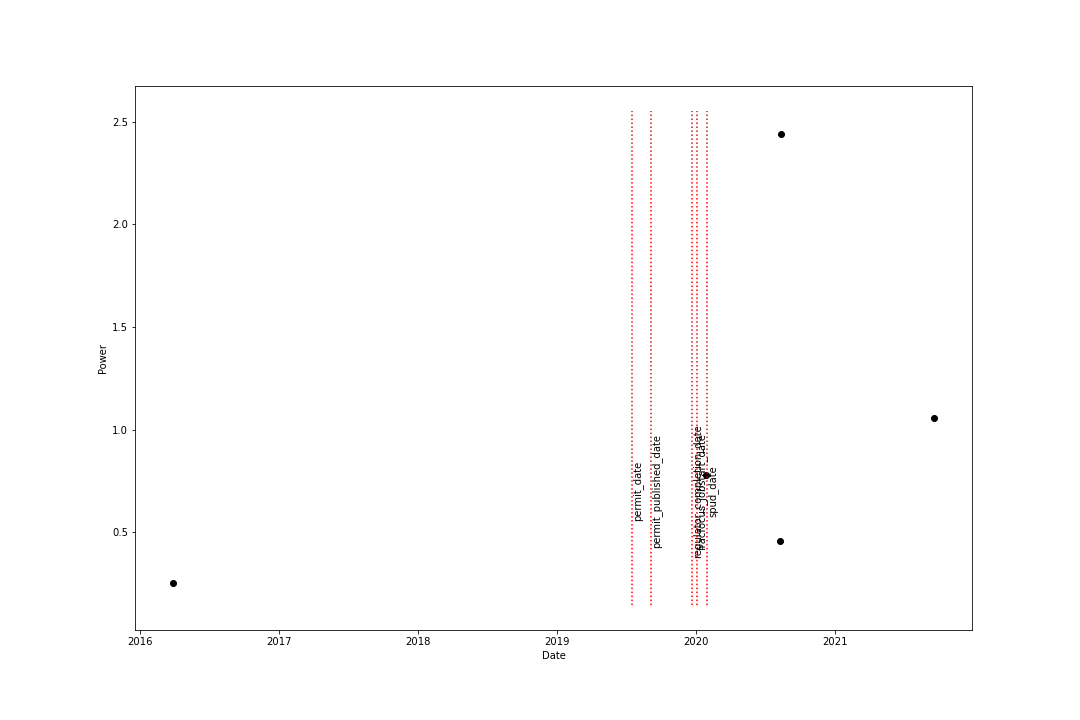 2.5
2.0
1.5
1.0
0.5
Power
permit_date
permit_published_date
regulator_completion_date
spud_date
2016 2017 2018 2019 2020 2021
Date